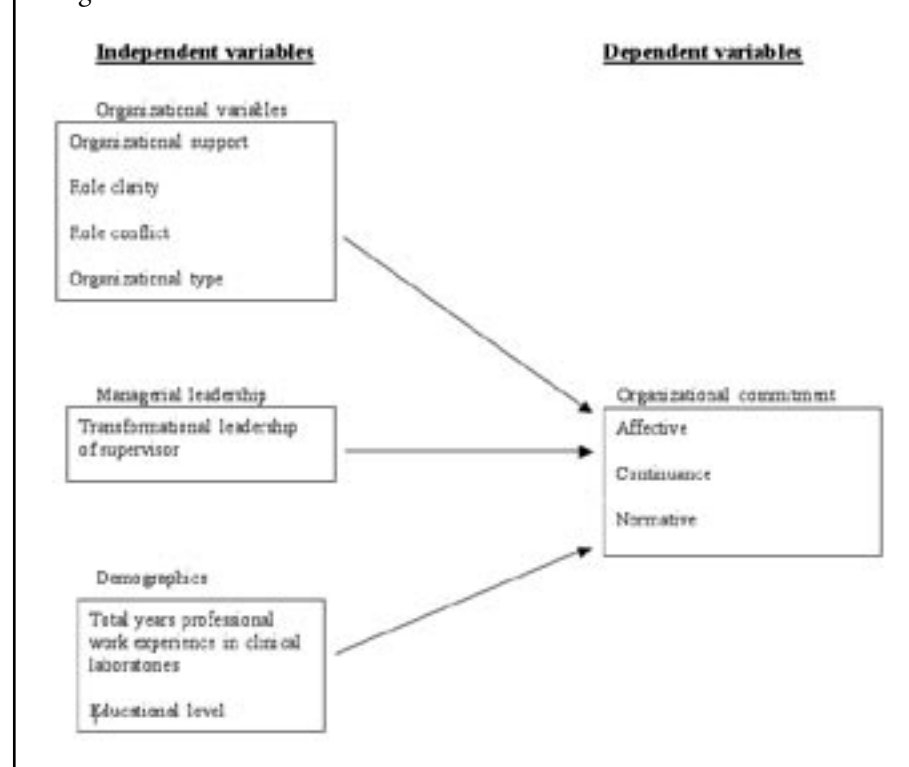 Independent variables
Dependent variables
Organizational variables
Organizational support
Role clarity
Role conflict
Organizational type
Managerial leadership
Transformational leadership
of supervisor
Organizational commitment
Affective
Continuance
Normative
Demographics
Total years professional
work experience in clinical
laboratories
Educational level